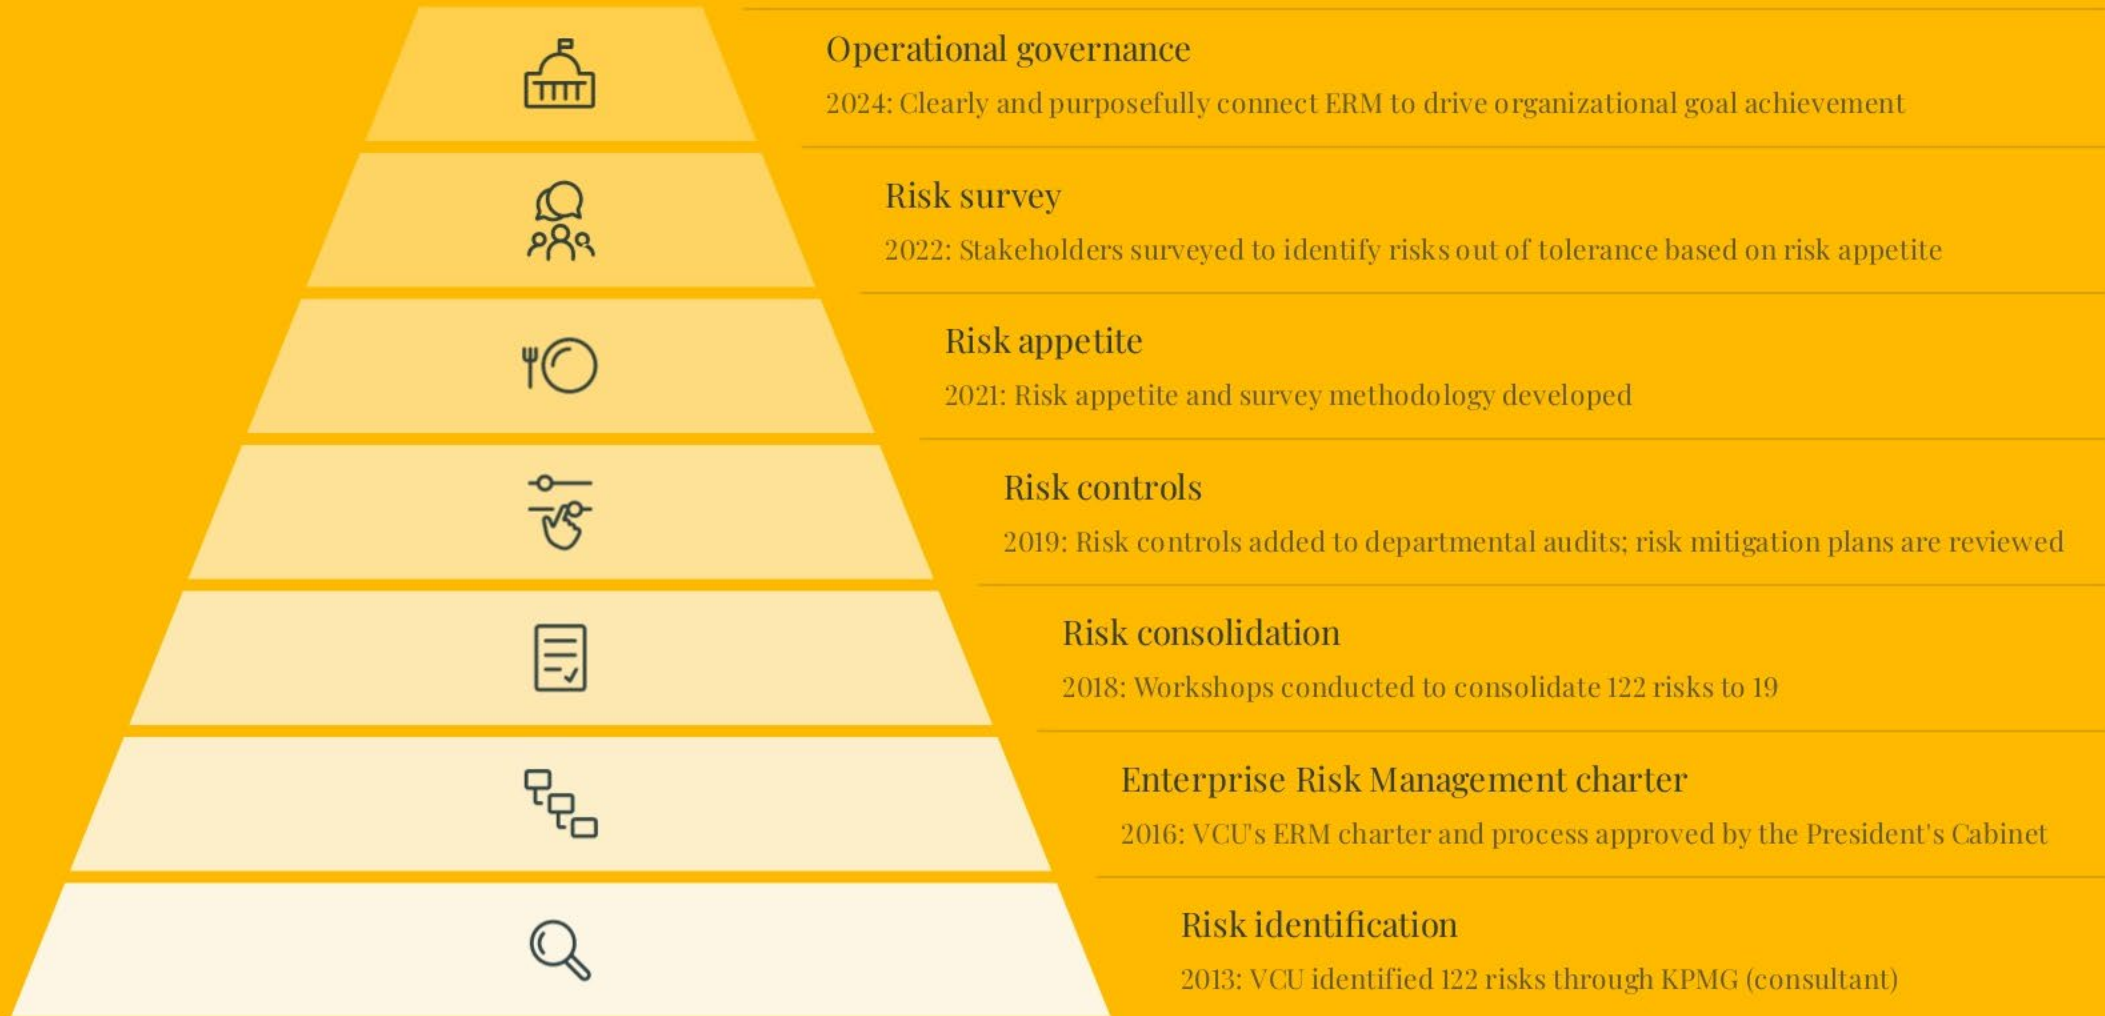 Operational governance
2024: Clearly and purposefully connect ERM to drive organizational goal achievement
Risk survey
2022: Stakeholders surveyed to identify risks out of tolerance based on risk appetite
Risk appetite
2021: Risk appetite and survey methodology developed
Risk controls
2019: Risk controls added to departmental audits; risk mitigation plans are reviewed
Risk consolidation
2018: Workshops conducted to consolidate 122 risks to 19
Enterprise Risk Management charter
2016: VCU's ERM charter and process approved by the President's Cabinet
Risk identification
2013: VCU identified 122 risks through KPMG (consultant)